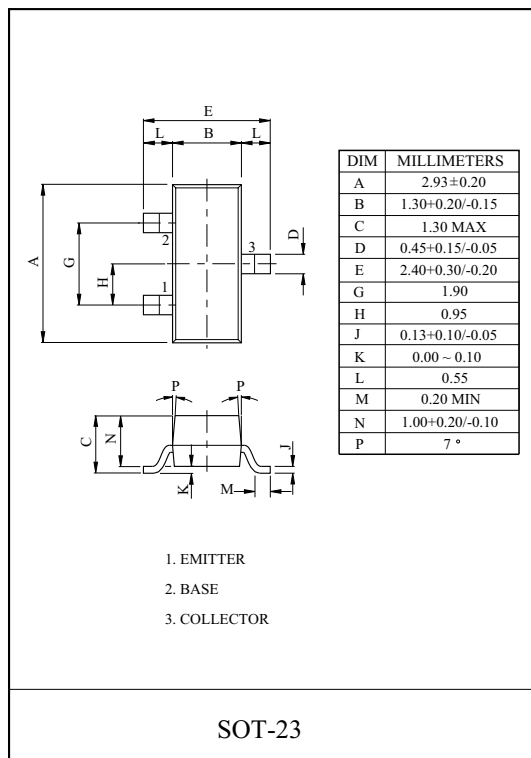 E
L B L
A
G
H
2
1
3
D
DIM MILLIMETERS
A 2.93±0.20
B 1.30+0.20/-0.15
C 1.30 MAX
D 0.45+0.15/-0.05
E 2.40+0.30/-0.20
G 1.90
H 0.95
J 0.13+0.10/-0.05
K 0.00 ~ 0.10
L 0.55
M 0.20 MIN
N 1.00+0.20/-0.10
P 7 °
P P
C
N
K
M
J
1. EMITTER
2. BASE
3. COLLECTOR
SOT-23